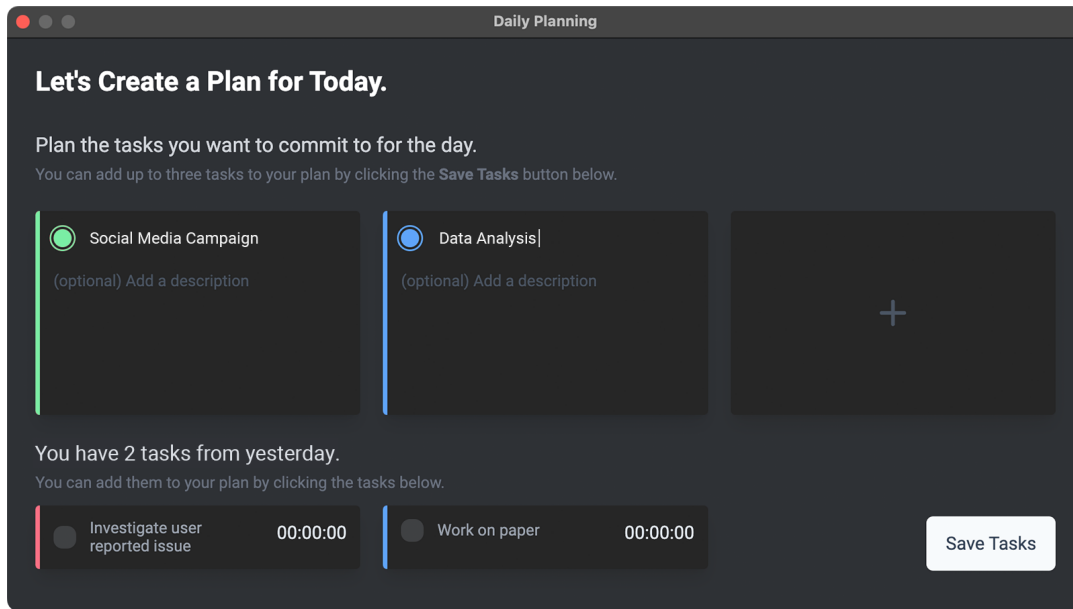 Daily Planning
Let's Create a Plan for Today.
Plan the tasks you want to commit to for the day.
You can add up to three tasks to your plan by clicking the Save Tasks button below.
Social Media Campaign
(optional) Add a description
Data Analysis
(optional) Add a description
You have 2 tasks from yesterday.
You can add them to your plan by clicking the tasks below.
Investigate user
reported issue
00:00:00
Work on paper
00:00:00
Save Tasks